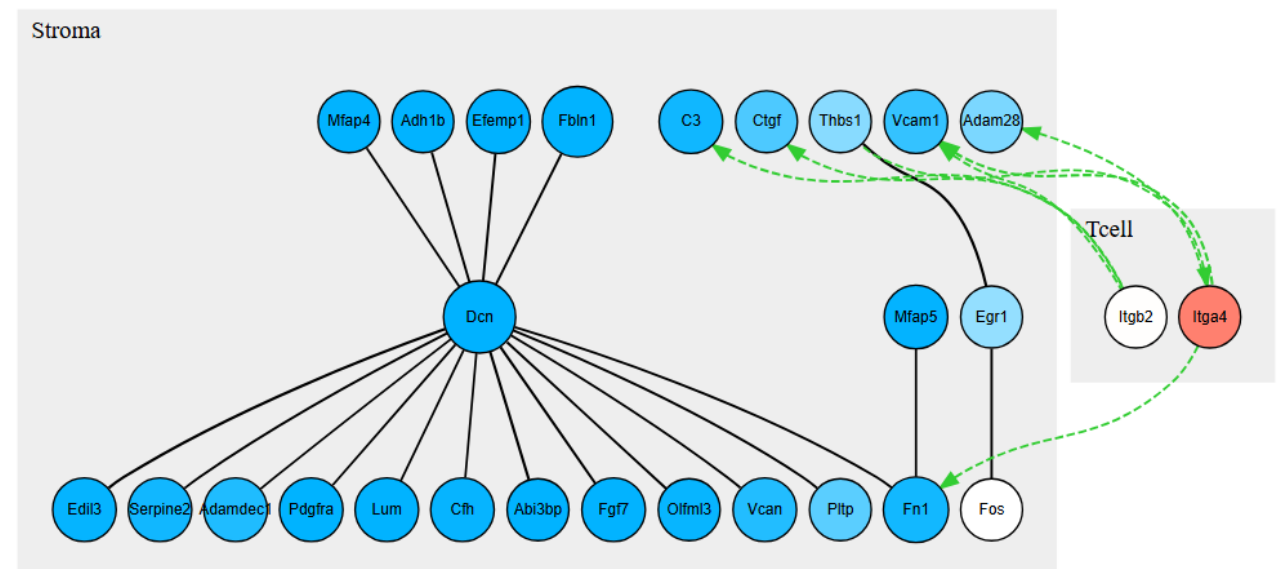 Stroma
Mfap4 Adh1b Efemp1 Fbln1 C3 Ctgf Thbs1 Vcam1 Adam28
Tcell
Dcn Mfap5 Egr1 Itgb2 Itga4
Edil3 Serpine2 Adamdec1 Pdgfra Lum Cfh Abi3bp Fgf7 Olfml3 Vcan Pltp Fn1 Fos